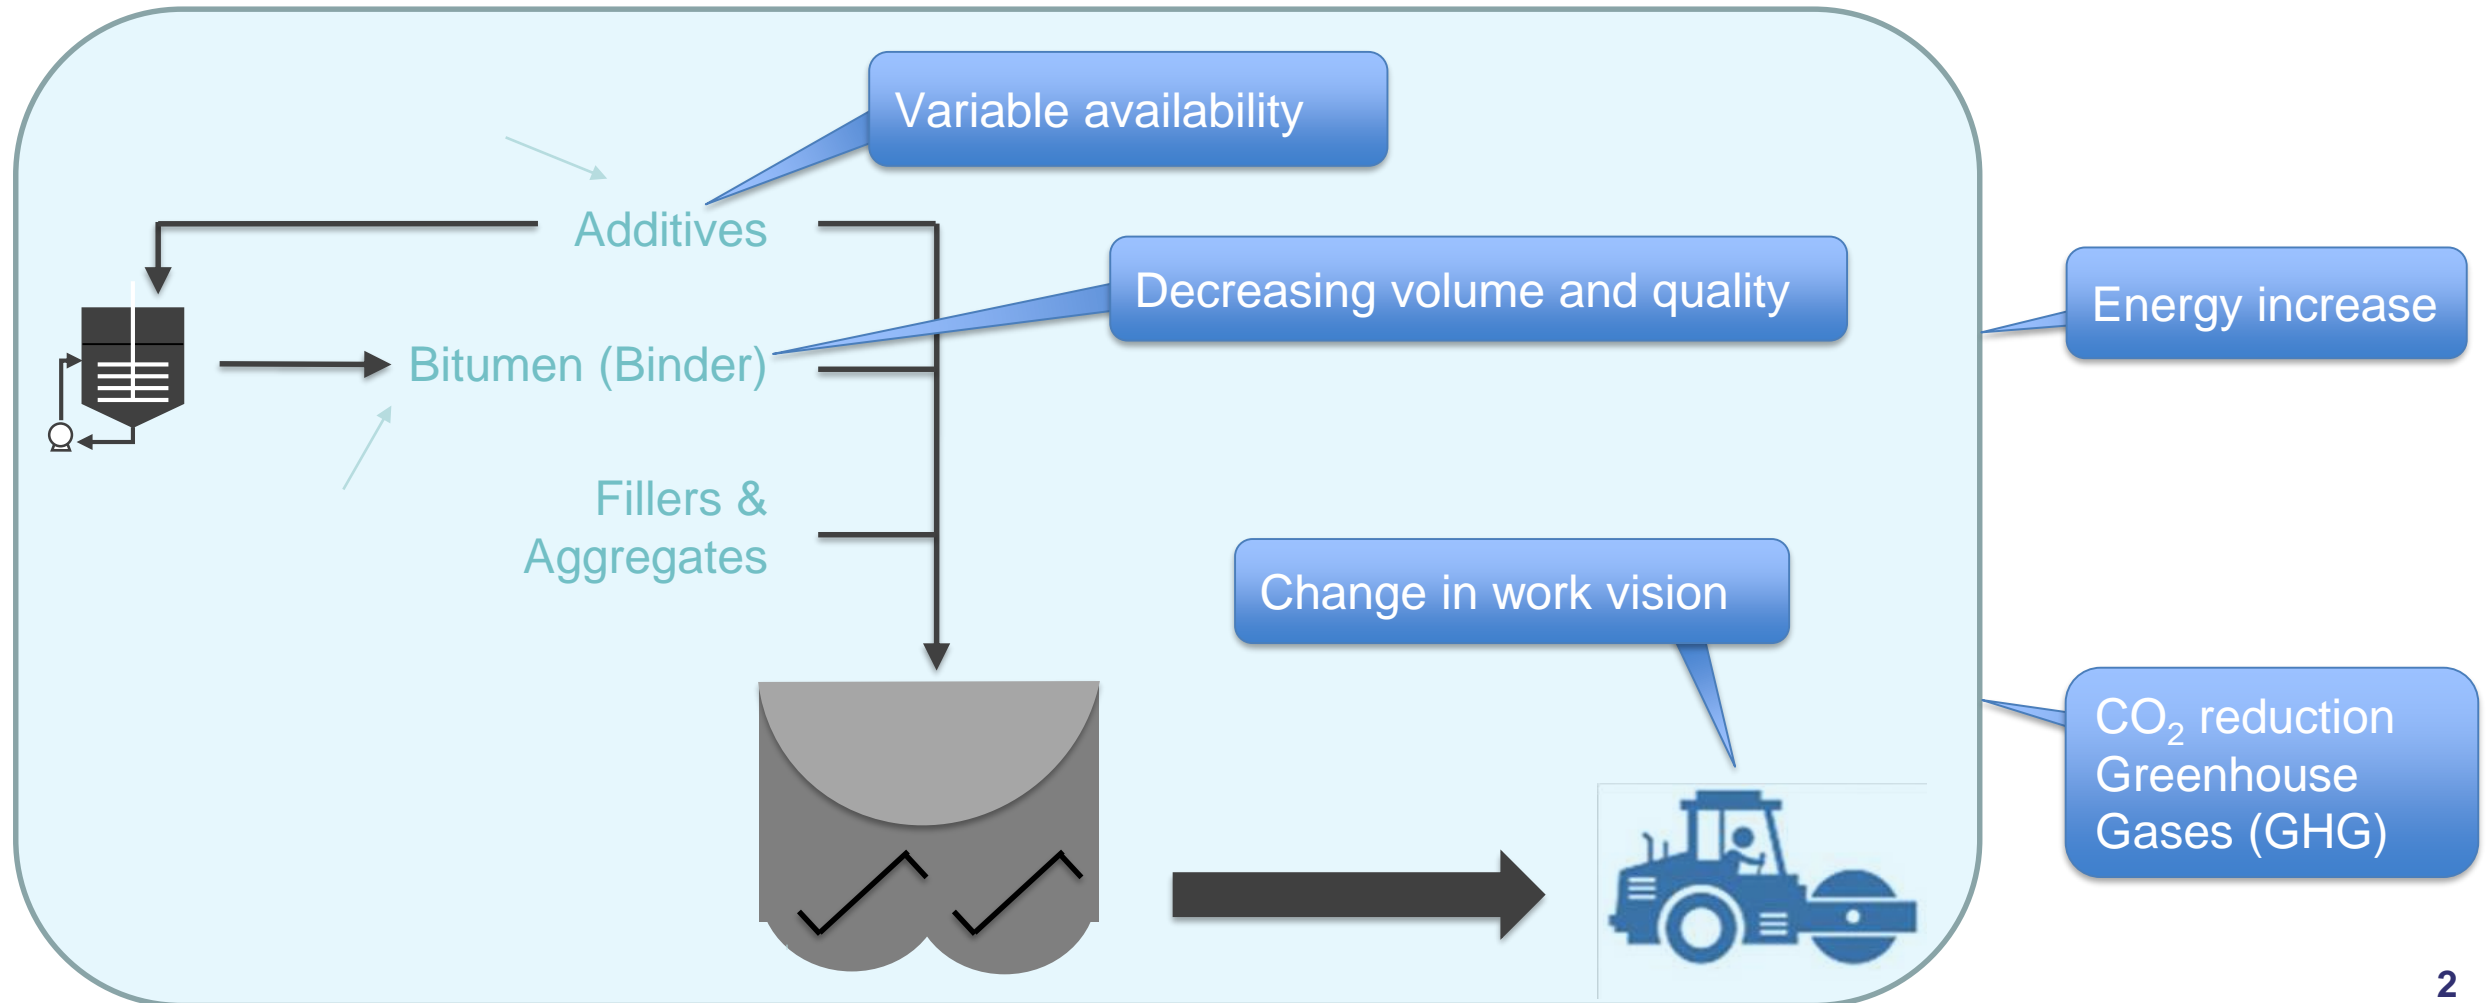 Variable availability
Additives
Decreasing volume and quality
Energy increase
Bitumen (Binder)
Fillers &
Aggregates
Change in work vision
CO₂ reduction
Greenhouse
Gases (GHG)
2